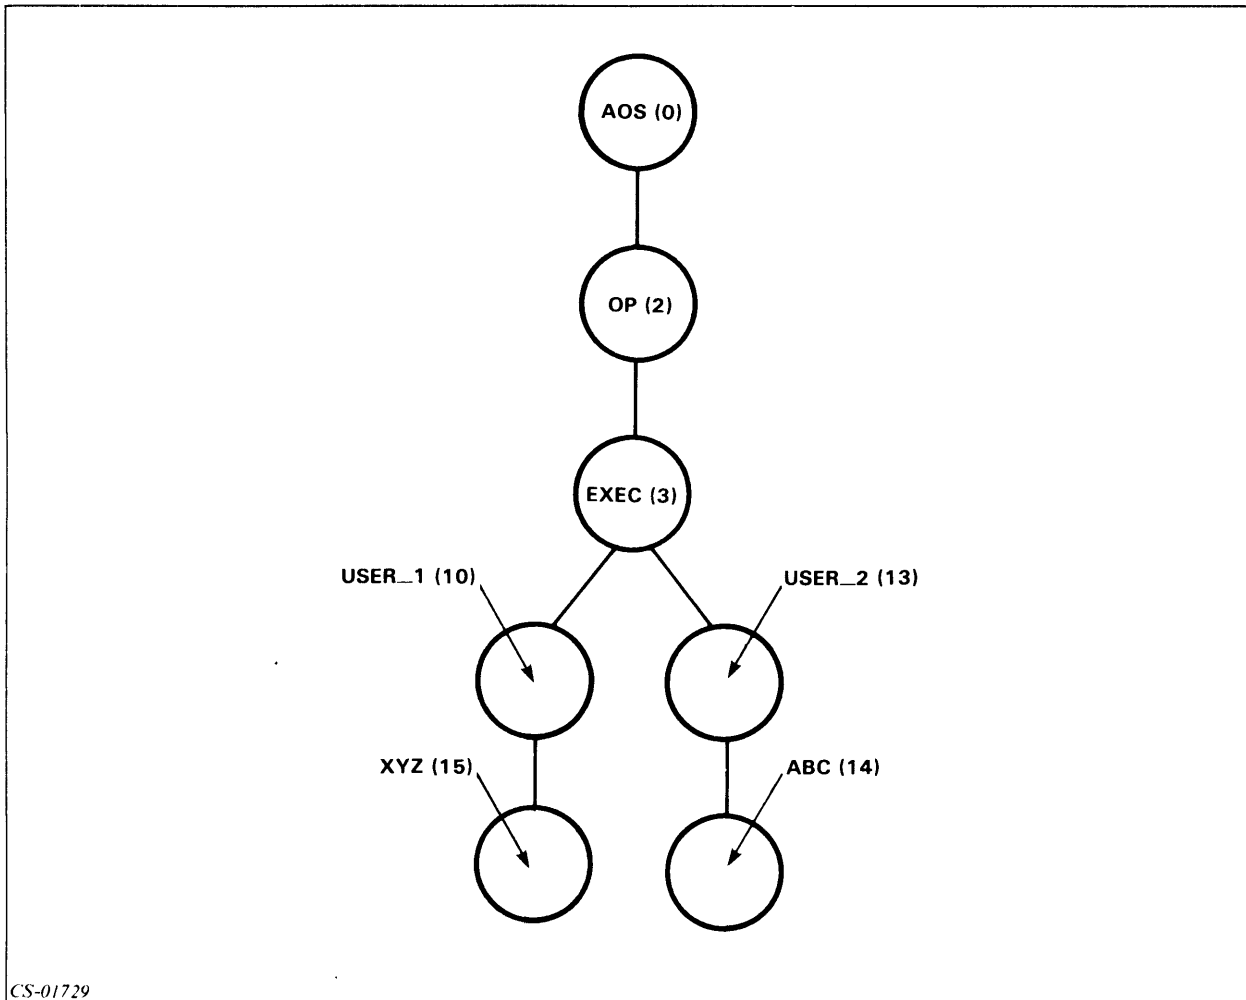 AOS (0)
OP (2)
EXEC (3)
USER_1 (10)
USER_2 (13)
XYZ (15)
ABC (14)
CS-01729